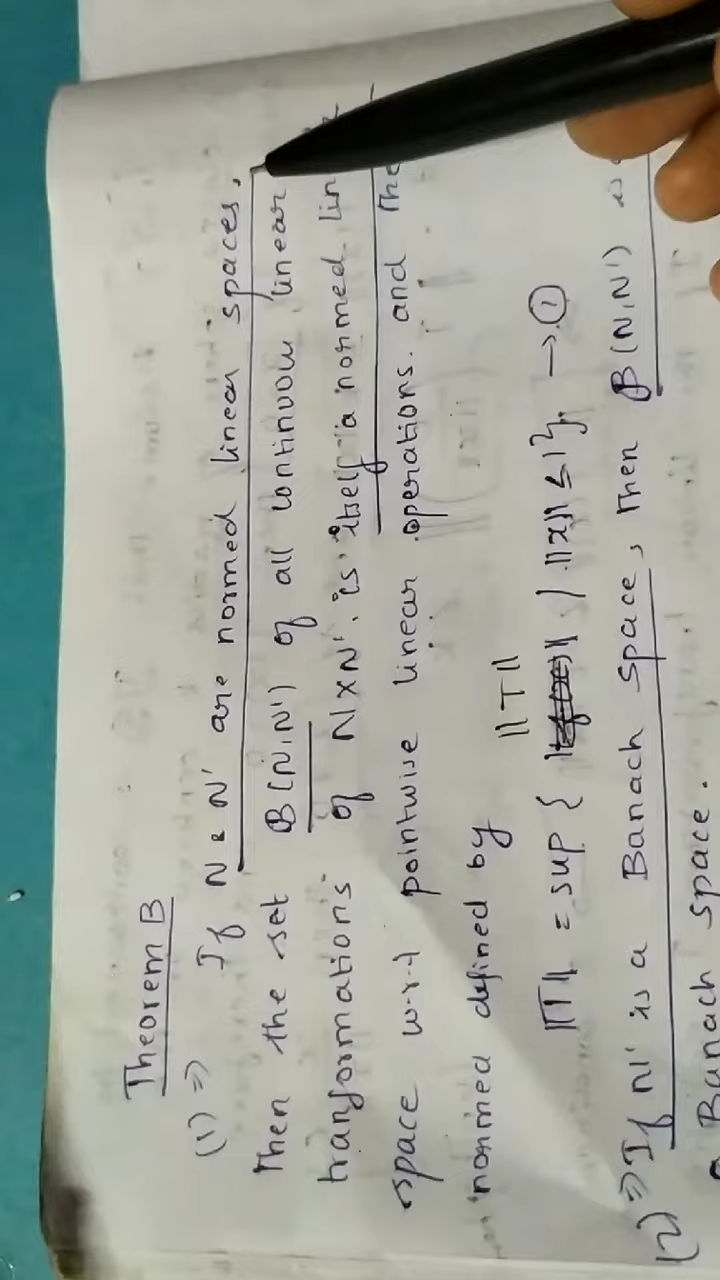 Theorem B
(1) ⇒ If N & N' are normed linear spaces,
Then the set B(N,N') of all continuous linear
tranformations of N×N'. is itself a normed lin
space w.r.t pointwise linear operations. and the
normed defined by ||T||
||T|| = sup { / ||x|| ≤ 1}, → ①
(2) ⇒ If N' is a Banach space, then B(N,N') is
a Banach space.